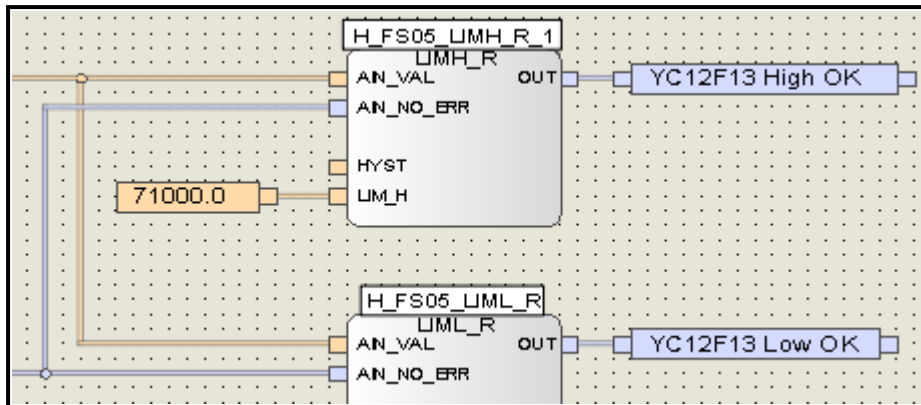 H_FS05_LIMH_R_1
LIMH_R
AIN_VAL OUT
YC12F13 High OK
AIN_NO_ERR
HYST
71000.0
LIM_H
H_FS05_LIML_R
LIML_R
AIN_VAL OUT
YC12F13 Low OK
AIN_NO_ERR